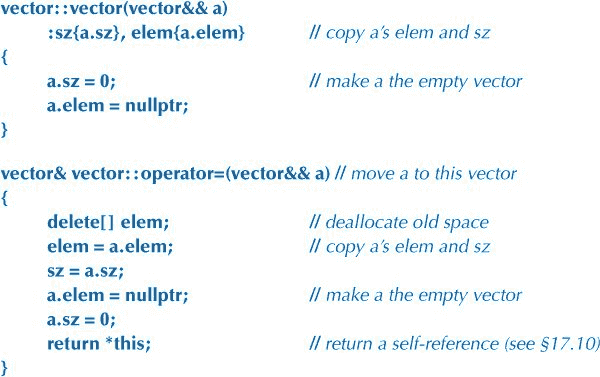 vector::vector(vector&& a)
:sz{a.sz}, elem{a.elem} // copy a's elem and sz
{
a.sz = 0; // make a the empty vector
a.elem = nullptr;
}
vector& vector::operator=(vector&& a) // move a to this vector
{
delete[] elem; // deallocate old space
elem = a.elem; // copy a's elem and sz
sz = a.sz;
a.elem = nullptr; // make a the empty vector
a.sz = 0;
return *this; // return a self-reference (see §17.10)
}